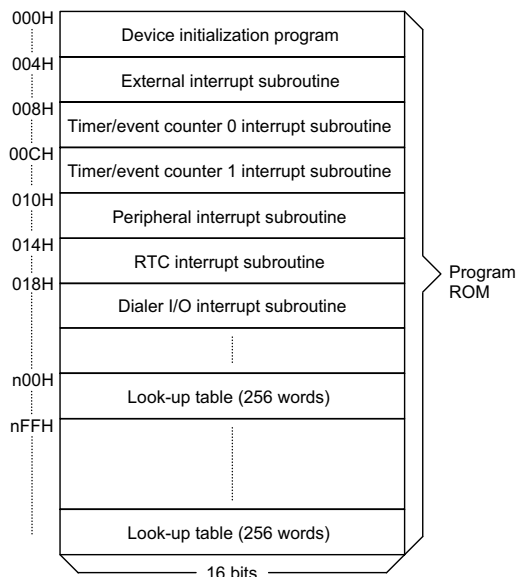 000H
Device initialization program
004H
External interrupt subroutine
008H
Timer/event counter 0 interrupt subroutine
00CH
Timer/event counter 1 interrupt subroutine
010H
Peripheral interrupt subroutine
014H
RTC interrupt subroutine
018H
Dialer I/O interrupt subroutine
Program
ROM
n00H
Look-up table (256 words)
nFFH
Look-up table (256 words)
16 bits